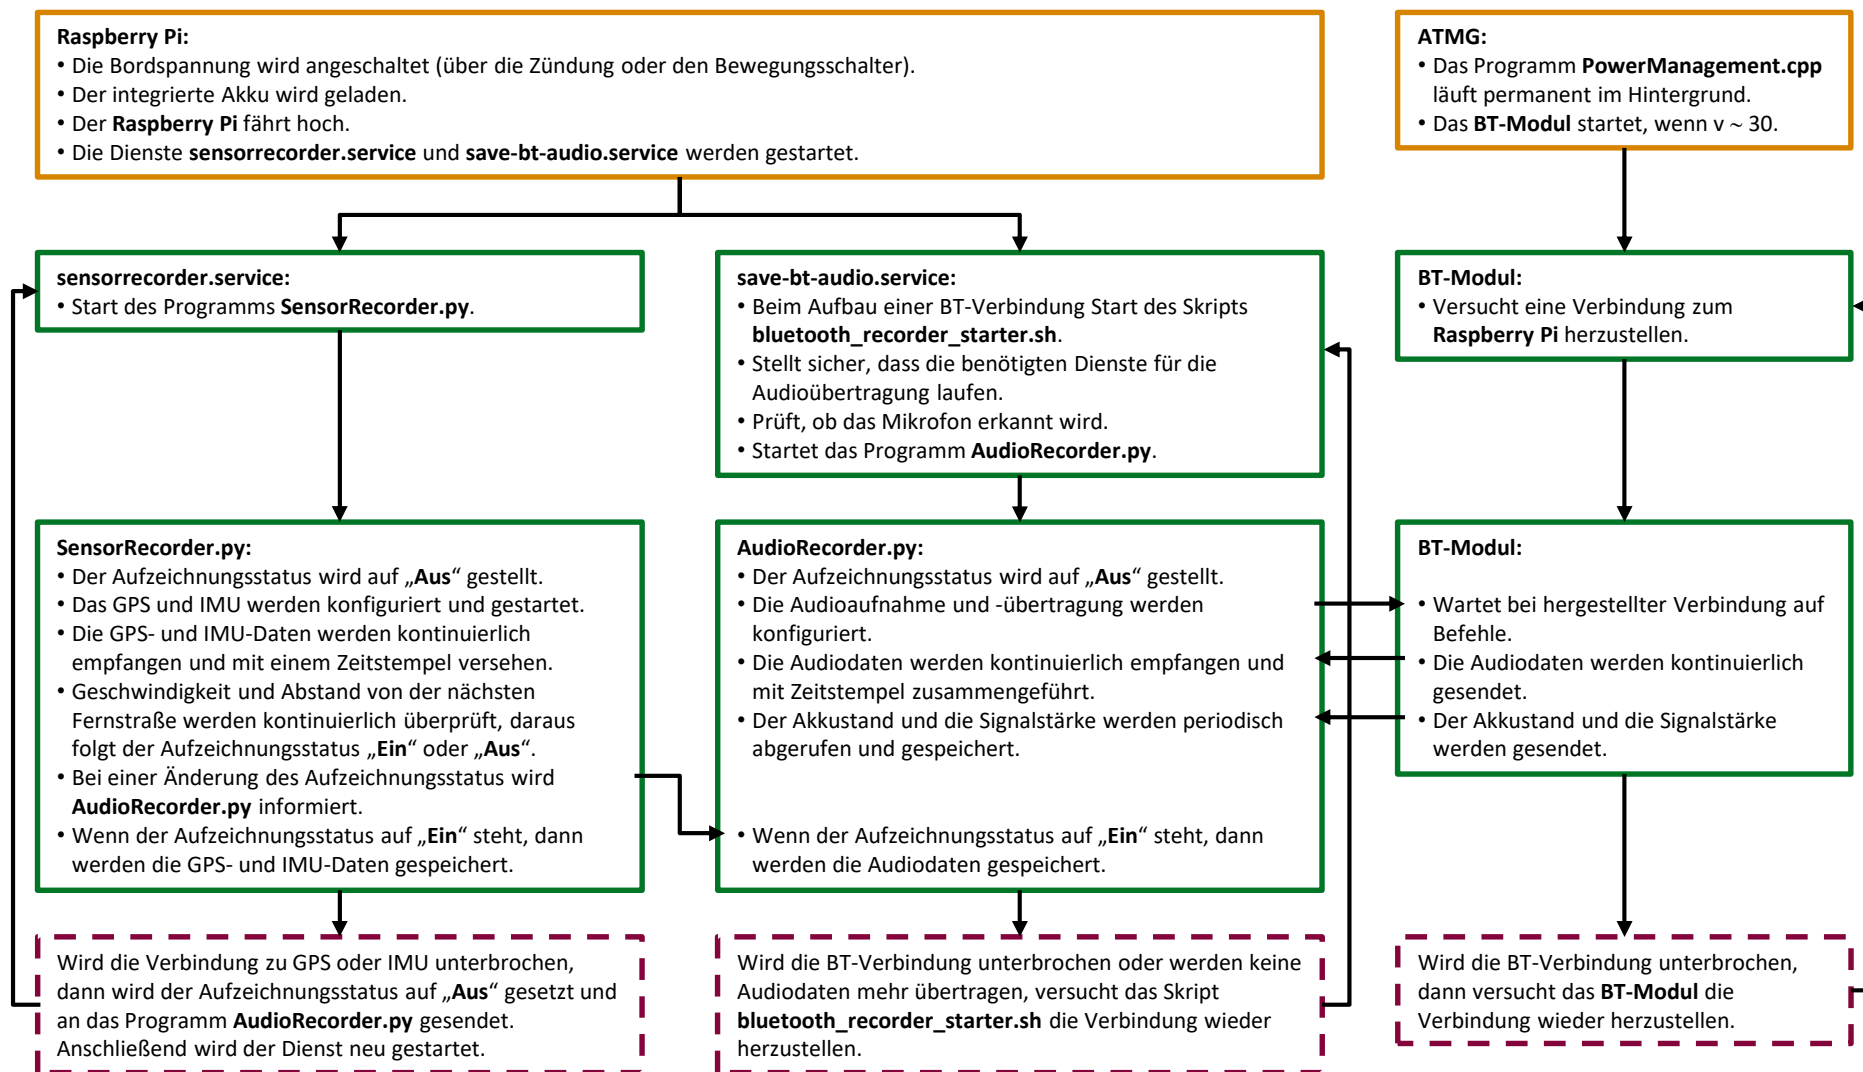 Raspberry Pi:
• Die Bordspannung wird angeschaltet (über die Zündung oder den Bewegungsschalter).
• Der integrierte Akku wird geladen.
• Der Raspberry Pi fährt hoch.
• Die Dienste sensorrecorder.service und save-bt-audio.service werden gestartet.
ATMG:
• Das Programm PowerManagement.cpp
läuft permanent im Hintergrund.
• Das BT-Modul startet, wenn v ~ 30.
sensorrecorder.service:
• Start des Programms SensorRecorder.py.
save-bt-audio.service:
• Beim Aufbau einer BT-Verbindung Start des Skripts
bluetooth_recorder_starter.sh.
• Stellt sicher, dass die benötigten Dienste für die
Audioübertragung laufen.
• Prüft, ob das Mikrofon erkannt wird.
• Startet das Programm AudioRecorder.py.
BT-Modul:
• Versucht eine Verbindung zum
Raspberry Pi herzustellen.
SensorRecorder.py:
• Der Aufzeichnungsstatus wird auf „Aus“ gestellt.
• Das GPS und IMU werden konfiguriert und gestartet.
• Die GPS- und IMU-Daten werden kontinuierlich
empfangen und mit einem Zeitstempel versehen.
• Geschwindigkeit und Abstand von der nächsten
Fernstraße werden kontinuierlich überprüft, daraus
folgt der Aufzeichnungsstatus „Ein“ oder „Aus“.
• Bei einer Änderung des Aufzeichnungsstatus wird
AudioRecorder.py informiert.
• Wenn der Aufzeichnungsstatus auf „Ein“ steht, dann
werden die GPS- und IMU-Daten gespeichert.
AudioRecorder.py:
• Der Aufzeichnungsstatus wird auf „Aus“ gestellt.
• Die Audioaufnahme und -übertragung werden
konfiguriert.
• Die Audiodaten werden kontinuierlich empfangen und
mit Zeitstempel zusammengeführt.
• Der Akkustand und die Signalstärke werden periodisch
abgerufen und gespeichert.
• Wenn der Aufzeichnungsstatus auf „Ein“ steht, dann
werden die Audiodaten gespeichert.
BT-Modul:
• Wartet bei hergestellter Verbindung auf
Befehle.
• Die Audiodaten werden kontinuierlich
gesendet.
• Der Akkustand und die Signalstärke
werden gesendet.
Wird die Verbindung zu GPS oder IMU unterbrochen,
dann wird der Aufzeichnungsstatus auf „Aus“ gesetzt und
an das Programm AudioRecorder.py gesendet.
Anschließend wird der Dienst neu gestartet.
Wird die BT-Verbindung unterbrochen oder werden keine
Audiodaten mehr übertragen, versucht das Skript
bluetooth_recorder_starter.sh die Verbindung wieder
herzustellen.
Wird die BT-Verbindung unterbrochen,
dann versucht das BT-Modul die
Verbindung wieder herzustellen.